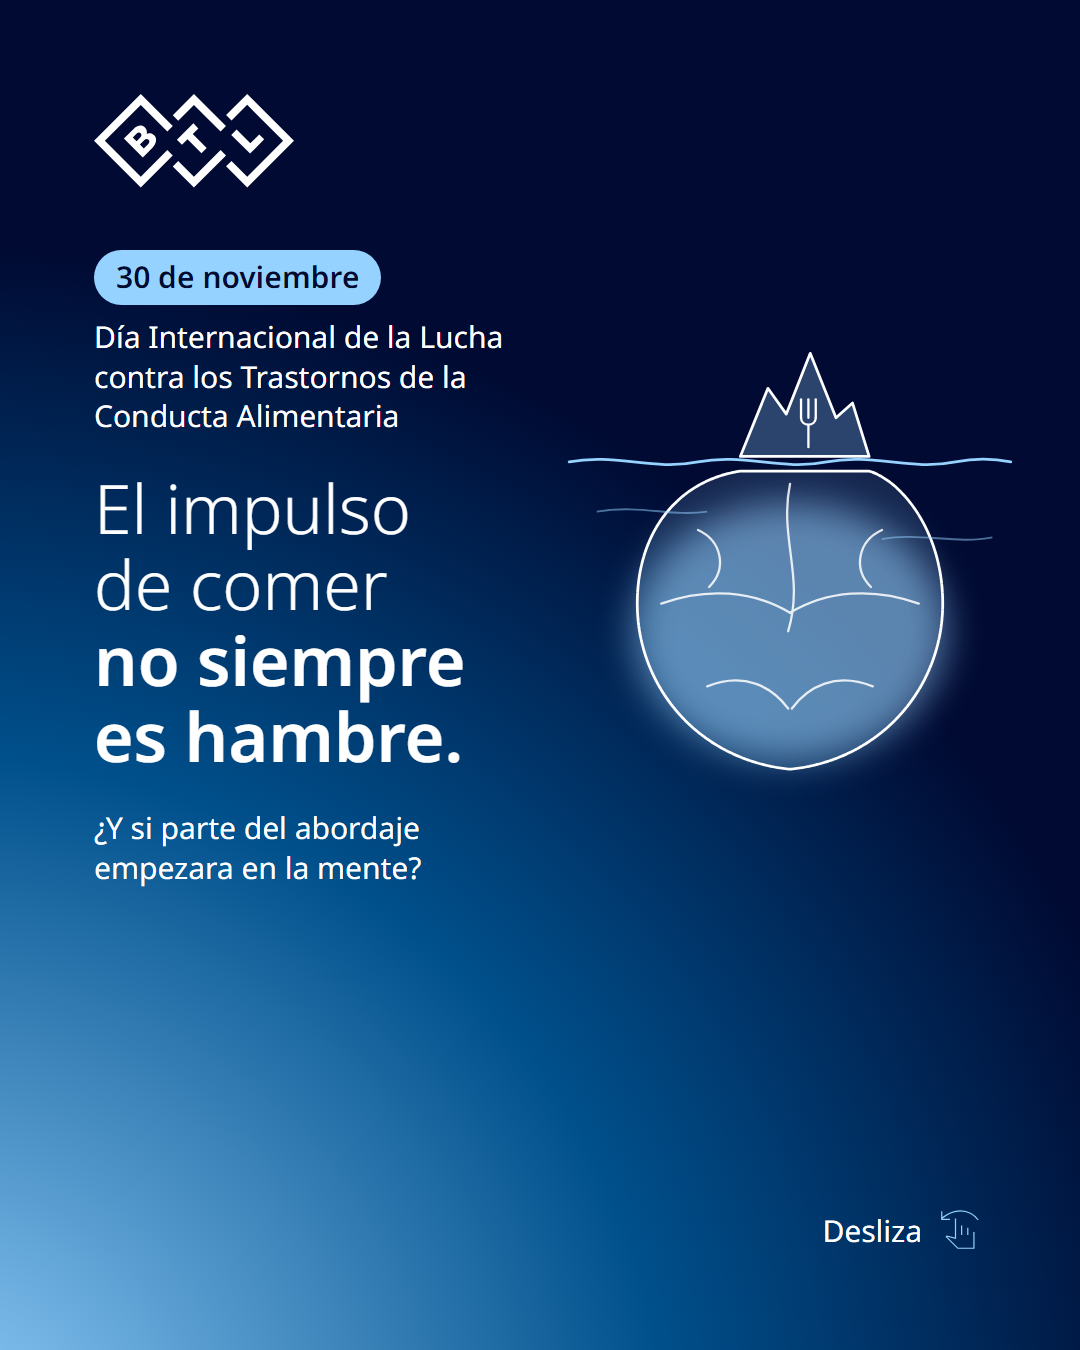 BTL
30 de noviembre
Día Internacional de la Lucha
contra los Trastornos de la
Conducta Alimentaria
El impulso
de comer
no siempre
es hambre.
¿Y si parte del abordaje
empezara en la mente?
Desliza